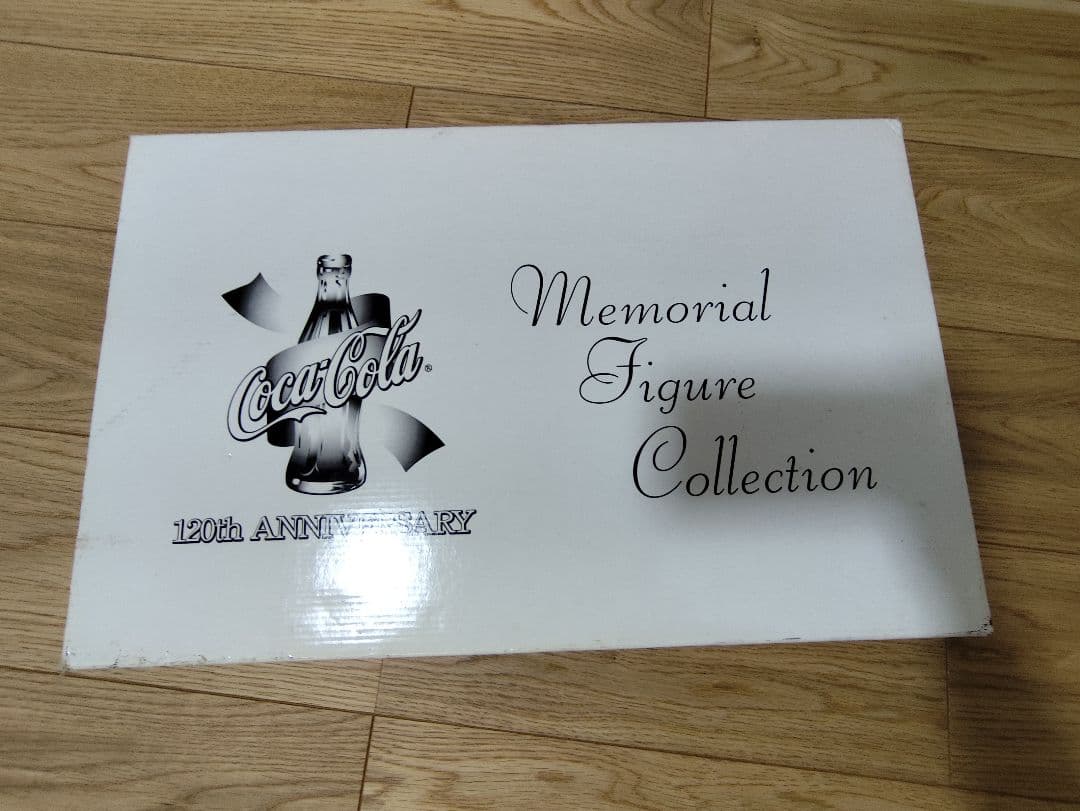 Coca-Cola®
120th ANNIVERSARY
Memorial
Figure
Collection